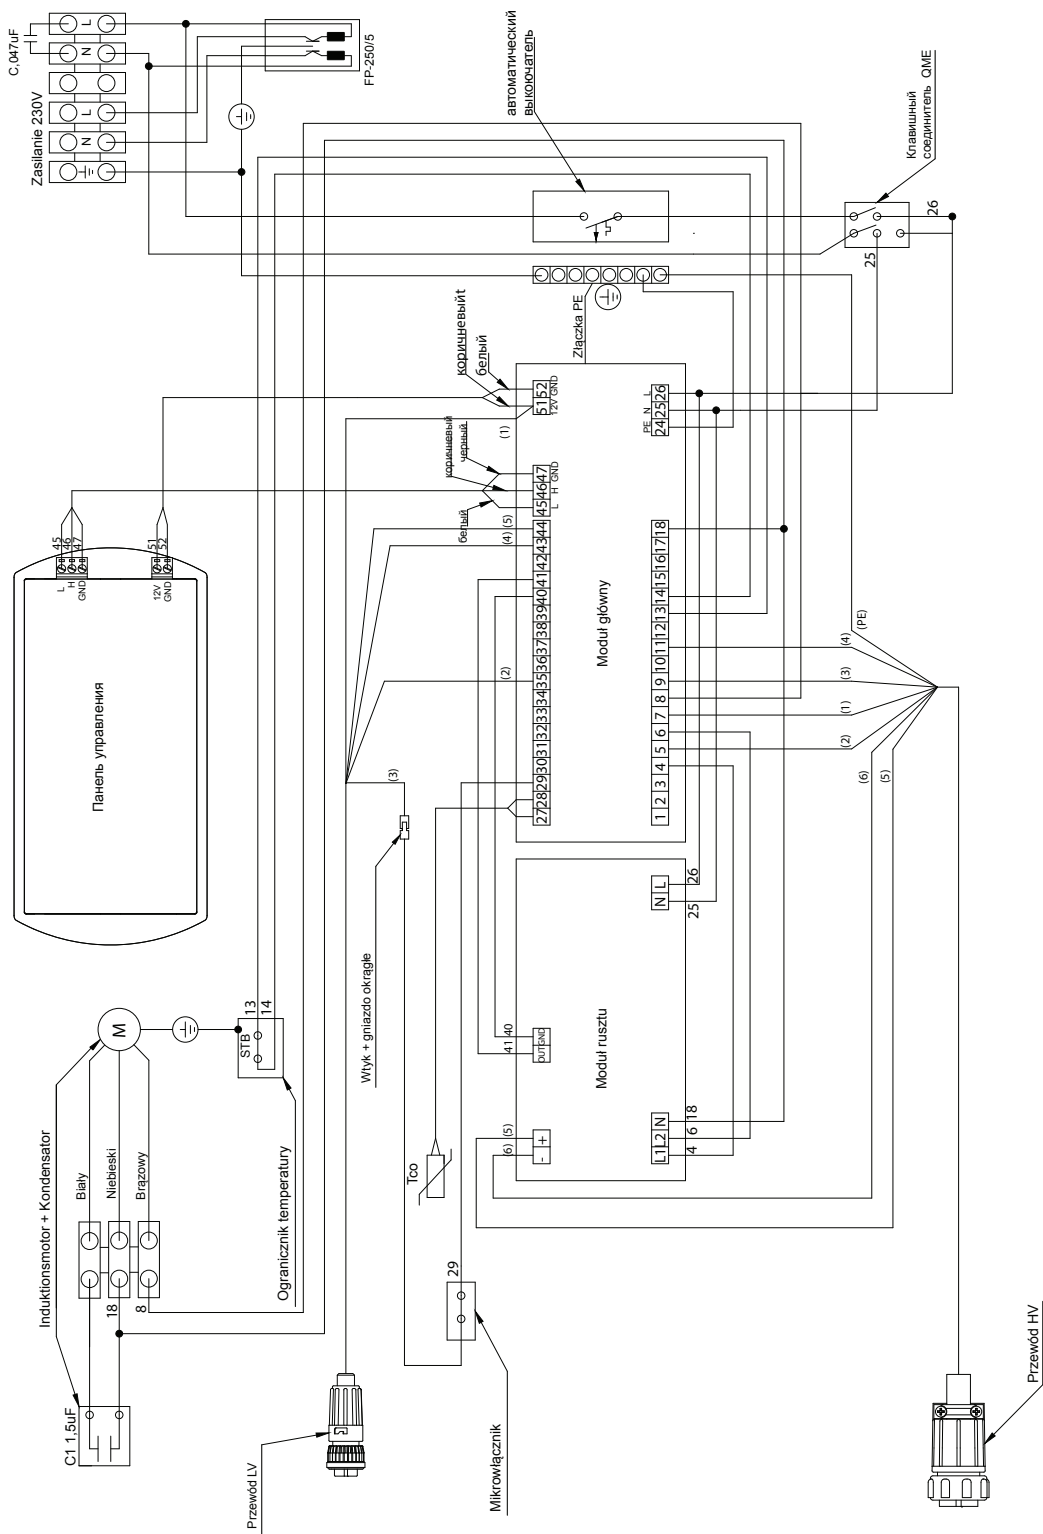 C,047uF
L
N
L
N
Zasilanie 230V
FP-250/5
автоматический
выкоючатель
Клавишный
соединитель QME
26
25
Złączka PE
коричневыйt
белый
51 52
12V GND
(1)
коричневый
черный
белый
45 46 47
L H GND
(5)
(4)
(2)
27 28 29 30 31 32 33 34 35 36 37 38 39 40 41 42 43 44
Moduł główny
PE N L
24 25 26
1 2 3 4 5 6 7 8 9 10 11 12 13 14 15 16 17 18
(PE)
(4)
(3)
(1)
(2)
(6)
(5)
45
46
47
L
H
GND
51
52
12V
GND
Панель управления
(3)
Wtyk + gniazdo okrągłe
N L
25
26
Moduł rusztu
41 40
OUT GND
(6) (5)
- +
L1 L2 N
4 6 18
M
STB
13
14
Ogranicznik temperatury
Induktionsmotor + Kondensator
Biały
Niebieski
Brązowy
18
8
C1 1,5uF
Tco
29
Mikrowłącznik
Przewód LV
Przewód HV